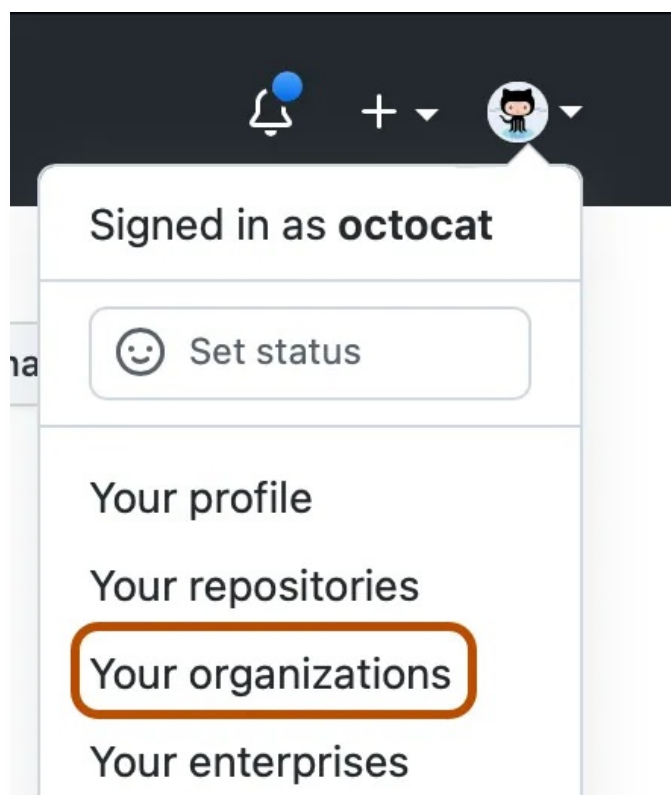 Signed in as octocat
Set status
Your profile
Your repositories
Your organizations
Your enterprises